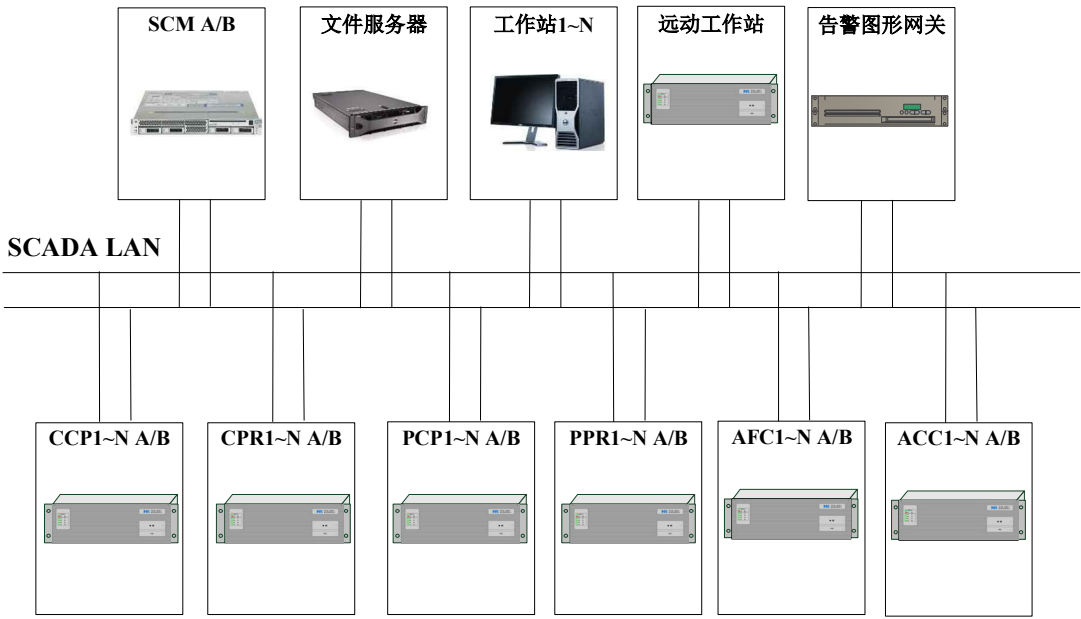 SCM A/B
文件服务器
工作站1~N
远动工作站
告警图形网关
SCADA LAN
CCP1~N A/B
CPR1~N A/B
PCP1~N A/B
PPR1~N A/B
AFC1~N A/B
ACC1~N A/B